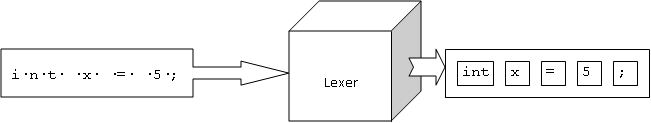 i·n·t· ·x· ·=· ·5·;
Lexer
int x = 5 ;